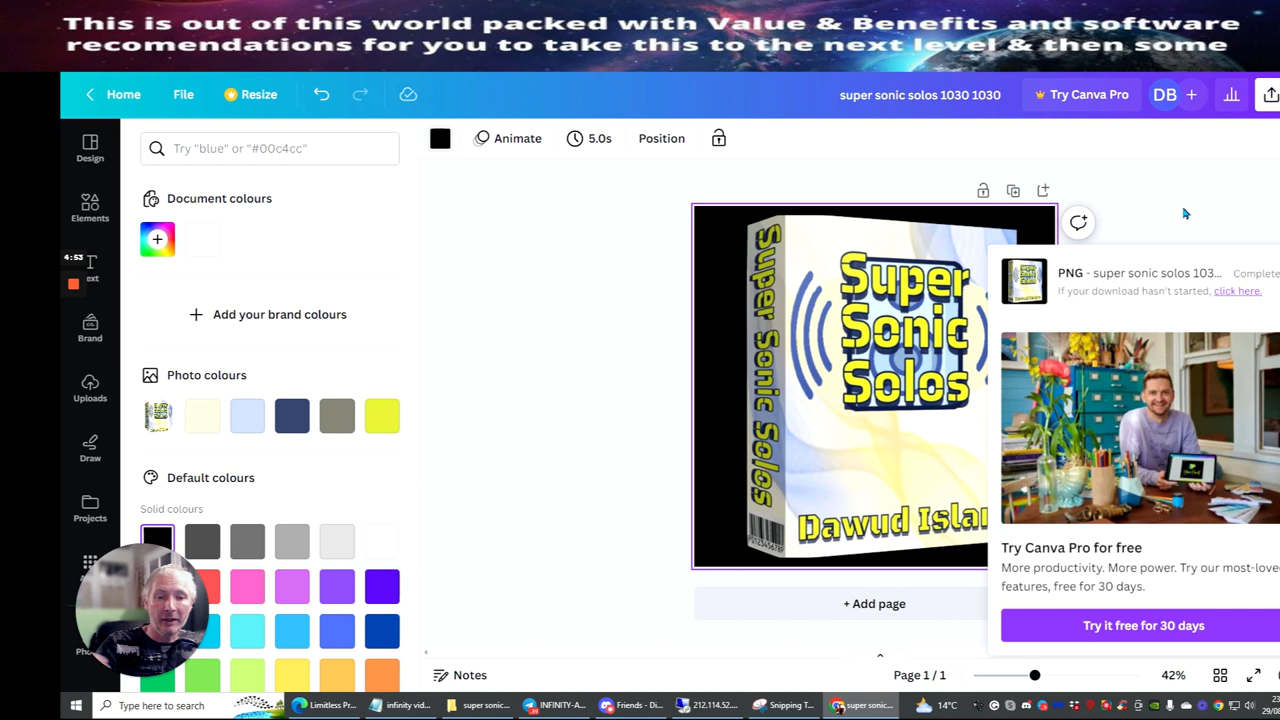 This is out of this world packed with Value & Benefits and software
recomendations for you to take this to the next level & then some
Home
File
Resize
super sonic solos 1030 1030
Try Canva Pro
DB
Design
Elements
4:53
ext
Brand
Uploads
Draw
Projects
Try "blue" or "#00c4cc"
Document colours
Add your brand colours
Photo colours
Default colours
Solid colours
Animate
5.0s
Position
Super Sonic Solos
Super
Sonic
Solos
Dawud Islam
+ Add page
PNG - super sonic solos 103... Complete
If your download hasn't started, click here.
Try Canva Pro for free
More productivity. More power. Try our most-love
features, free for 30 days.
Try it free for 30 days
Notes
Page 1 / 1
42%
Type here to search
Limitless Pr...
infinity vid...
super sonic...
INFINITY-A...
Friends - Di...
212.114.52....
Snipping T...
super sonic...
14°C